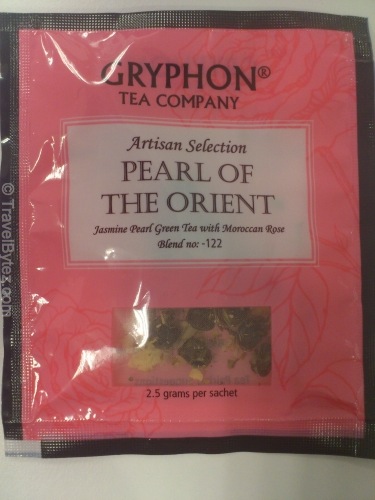 GRYPHON®
TEA COMPANY
Artisan Selection
PEARL OF
THE ORIENT
Jasmine Pearl Green Tea with Moroccan Rose
Blend no: -122
2.5 grams per sachet
© TravelBytez.com